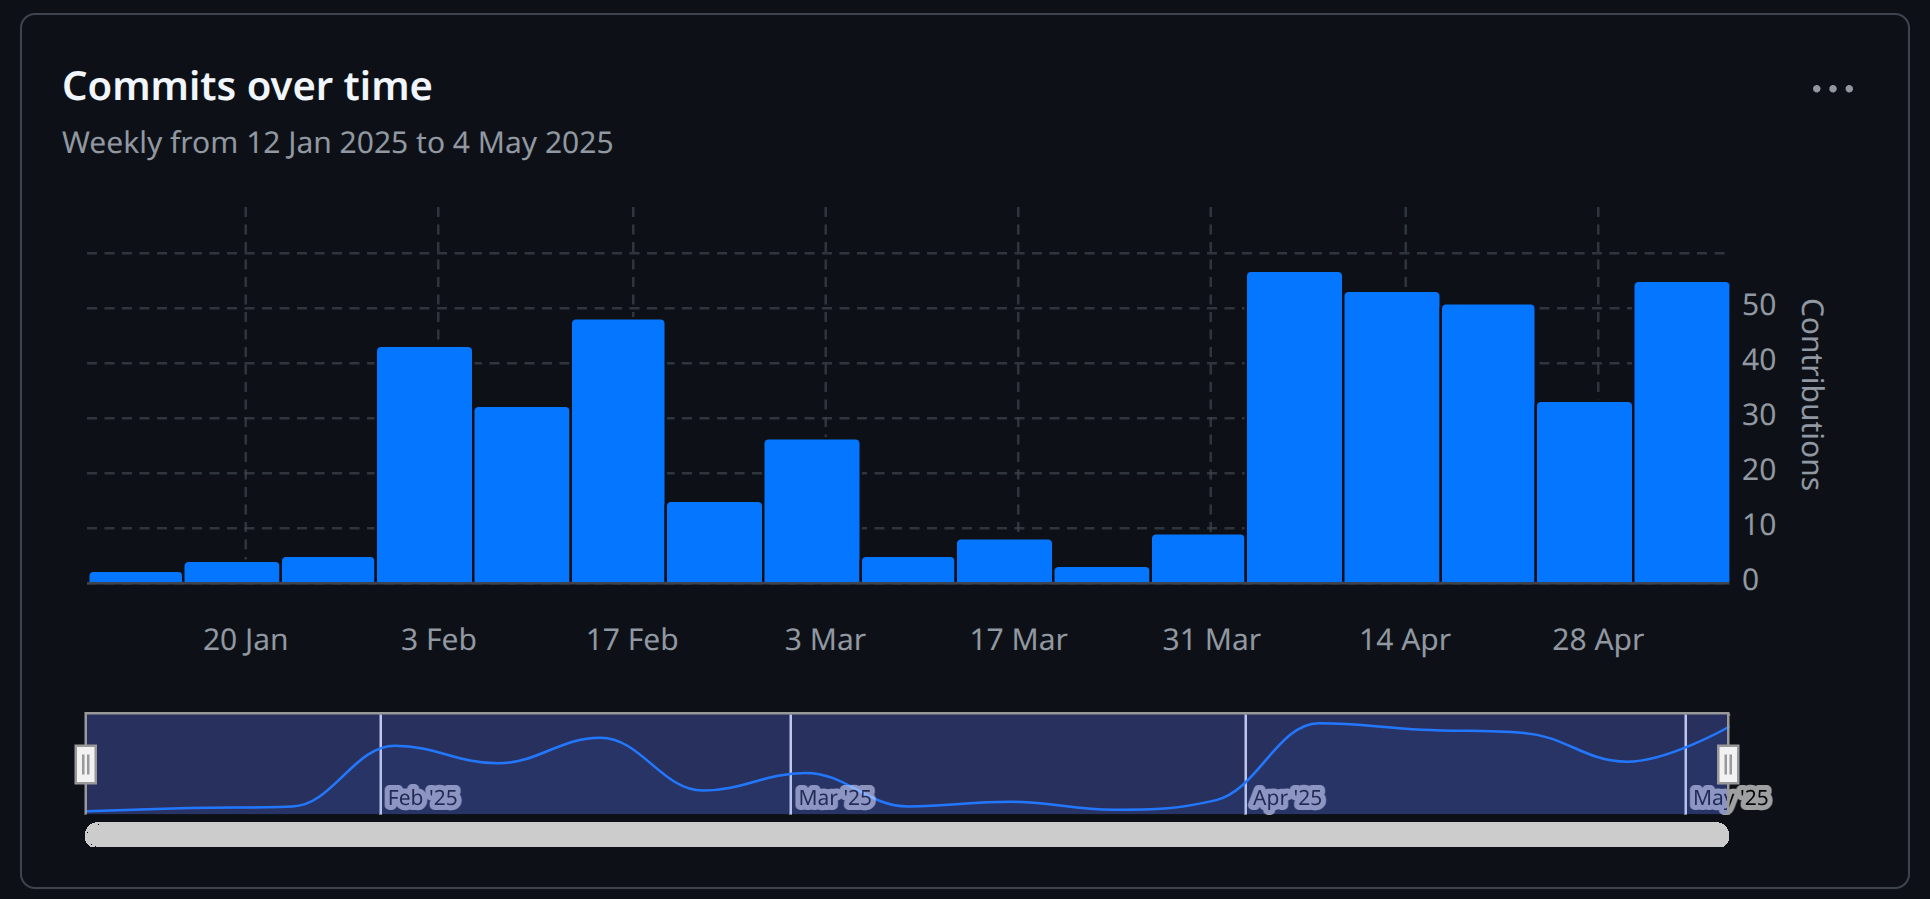 Commits over time
Weekly from 12 Jan 2025 to 4 May 2025
50
40
30
20
10
0
Contributions
20 Jan 3 Feb 17 Feb 3 Mar 17 Mar 31 Mar 14 Apr 28 Apr
Feb '25 Mar '25 Apr '25 May '25